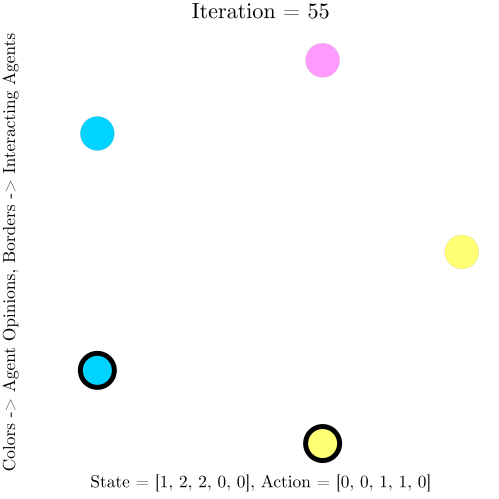 Iteration = 55
Colors -> Agent Opinions, Borders -> Interacting Agents
State = [1, 2, 2, 0, 0], Action = [0, 0, 1, 1, 0]